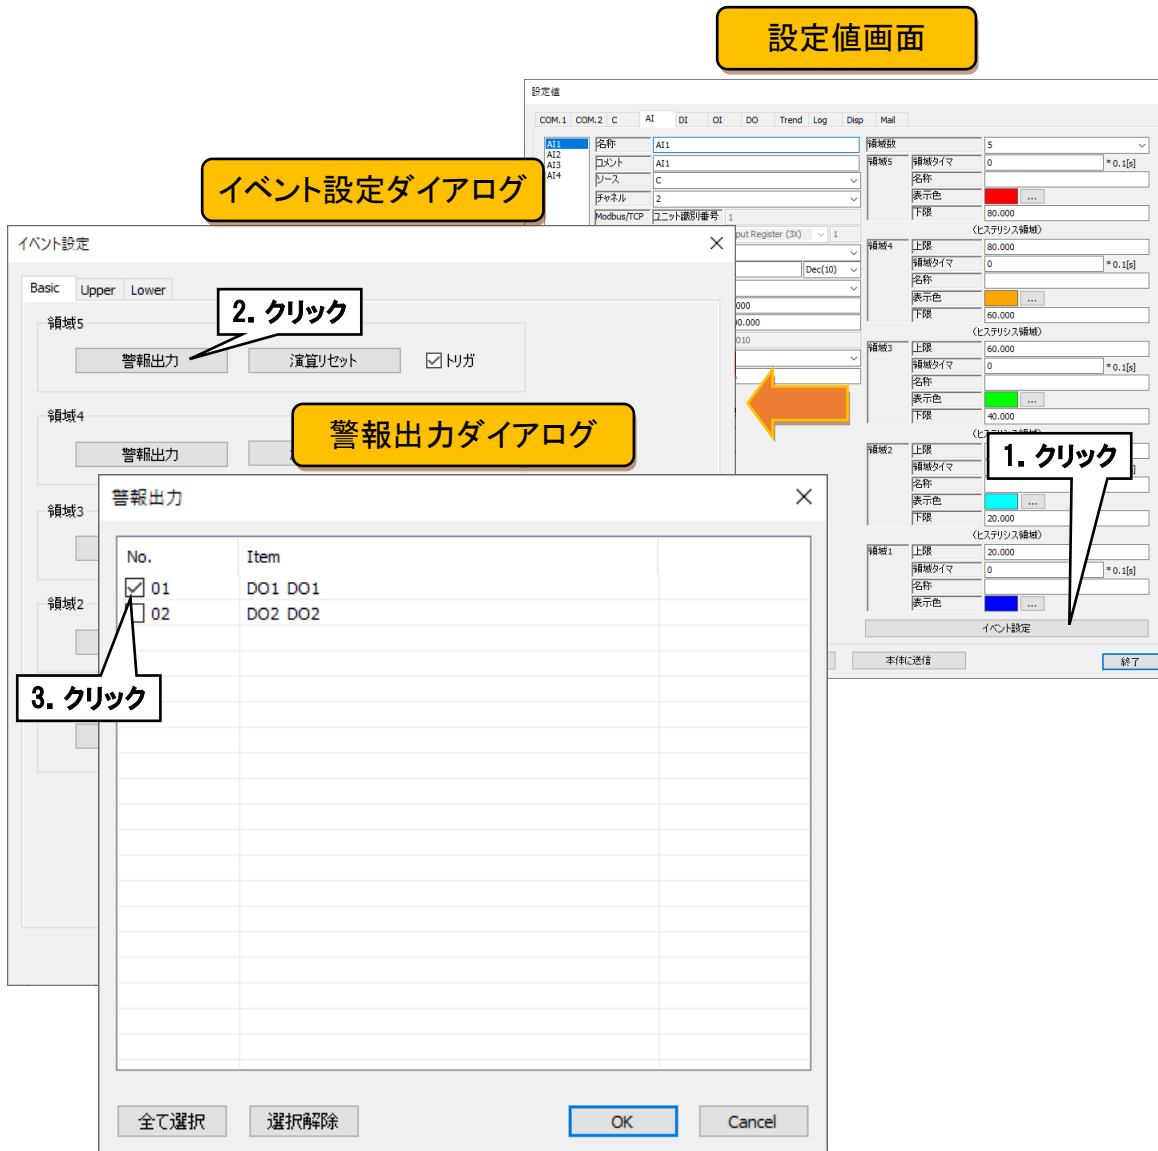 設定値画面
設定値
COM.1 COM.2 C AI DI OI DO Trend Log Disp Mail
AI1
AI2
AI3
AI4
名称 AI1
コメント AI1
ソース C
チャネル 2
Modbus/TCP ユニット識別番号 1
put Register (3X) 1
Dec(10)
000
0.000
010
領域数 5
領域5 領域タイマ 0 * 0.1[s]
名称
表示色 ...
下限 80.000
(ヒステリシス領域)
領域4 上限 80.000
領域タイマ 0 * 0.1[s]
名称
表示色 ...
下限 60.000
(ヒステリシス領域)
領域3 上限 60.000
領域タイマ 0 * 0.1[s]
名称
表示色 ...
下限 40.000
領域2 上限
領域タイマ
名称
表示色 ...
下限 20.000
(ヒステリシス領域)
領域1 上限 20.000
領域タイマ 0 * 0.1[s]
名称
表示色 ...
イベント設定
本体に送信 終了
1. クリック
イベント設定ダイアログ
イベント設定
Basic Upper Lower
2. クリック
領域5
警報出力 演算リセット トリガ
領域4
警報出力
領域3
領域2
警報出力ダイアログ
警報出力
No. Item
01 DO1 DO1
02 DO2 DO2
3. クリック
全て選択 選択解除 OK Cancel